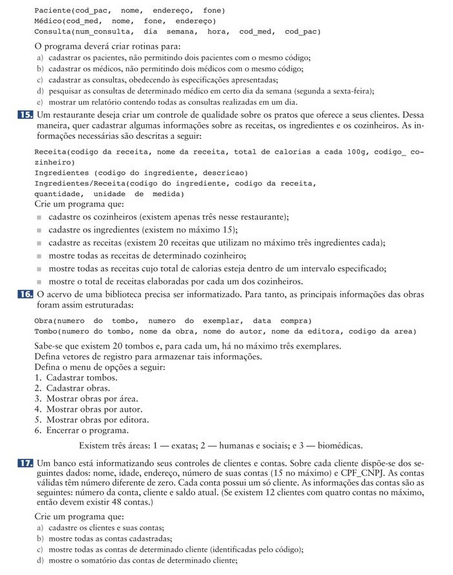 Paciente(cod_pac, nome, endereço, fone)
Médico(cod_med, nome, fone, endereço)
Consulta(num_consulta, dia semana, hora, cod_med, cod_pac)
O programa deverá criar rotinas para:
a) cadastrar os pacientes, não permitindo dois pacientes com o mesmo código;
b) cadastrar os médicos, não permitindo dois médicos com o mesmo código;
c) cadastrar as consultas, obedecendo às especificações apresentadas;
d) pesquisar as consultas de determinado médico em certo dia da semana (segunda a sexta-feira);
e) mostrar um relatório contendo todas as consultas realizadas em um dia.
15. Um restaurante deseja criar um controle de qualidade sobre os pratos que oferece a seus clientes. Dessa
maneira, quer cadastrar algumas informações sobre as receitas, os ingredientes e os cozinheiros. As in-
formações necessárias são descritas a seguir:
Receita(codigo da receita, nome da receita, total de calorias a cada 100g, codigo_ co-
zinheiro)
Ingredientes (codigo do ingrediente, descricao)
Ingredientes/Receita(codigo do ingrediente, codigo da receita,
quantidade, unidade de medida)
Crie um programa que:
■ cadastre os cozinheiros (existem apenas três nesse restaurante);
■ cadastre os ingredientes (existem no máximo 15);
■ cadastre as receitas (existem 20 receitas que utilizam no máximo três ingredientes cada);
■ mostre todas as receitas de determinado cozinheiro;
■ mostre todas as receitas cujo total de calorias esteja dentro de um intervalo especificado;
■ mostre o total de receitas elaboradas por cada um dos cozinheiros.
16. O acervo de uma biblioteca precisa ser informatizado. Para tanto, as principais informações das obras
foram assim estruturadas:
Obra(numero do tombo, numero do exemplar, data compra)
Tombo(numero do tombo, nome da obra, nome do autor, nome da editora, codigo da area)
Sabe-se que existem 20 tombos e, para cada um, há no máximo três exemplares.
Defina vetores de registro para armazenar tais informações.
Defina o menu de opções a seguir:
1. Cadastrar tombos.
2. Cadastrar obras.
3. Mostrar obras por área.
4. Mostrar obras por autor.
5. Mostrar obras por editora.
6. Encerrar o programa.
Existem três áreas: 1 — exatas; 2 — humanas e sociais; e 3 — biomédicas.
17. Um banco está informatizando seus controles de clientes e contas. Sobre cada cliente dispõe-se dos se-
guintes dados: nome, idade, endereço, número de suas contas (15 no máximo) e CPF_CNPJ. As contas
válidas têm número diferente de zero. Cada conta possui um só cliente. As informações das contas são as
seguintes: número da conta, cliente e saldo atual. (Se existem 12 clientes com quatro contas no máximo,
então devem existir 48 contas.)
Crie um programa que:
a) cadastre os clientes e suas contas;
b) mostre todas as contas cadastradas;
c) mostre todas as contas de determinado cliente (identificadas pelo código);
d) mostre o somatório das contas de determinado cliente;